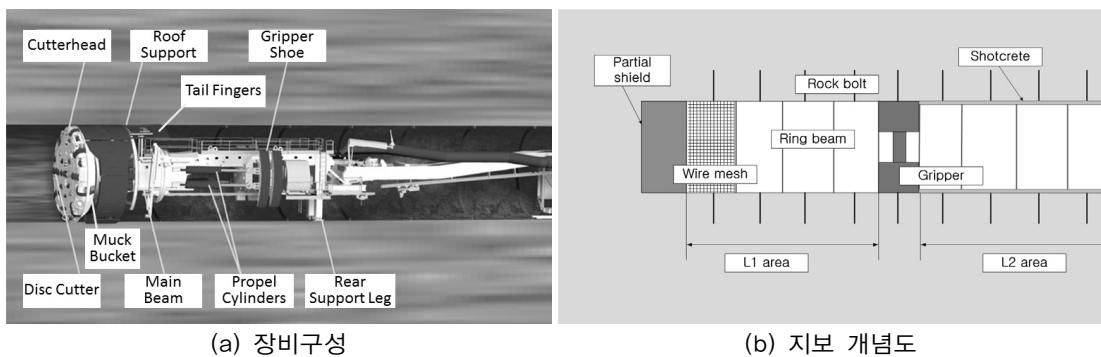 Cutterhead
Roof
Support
Gripper
Shoe
Tail Fingers
Muck
Bucket
Disc Cutter
Main
Beam
Propel
Cylinders
Rear
Support Leg
(a) 장비구성
Partial
shield
Rock bolt
Shotcrete
Ring beam
Wire mesh
Gripper
L1 area
L2 area
(b) 지보 개념도